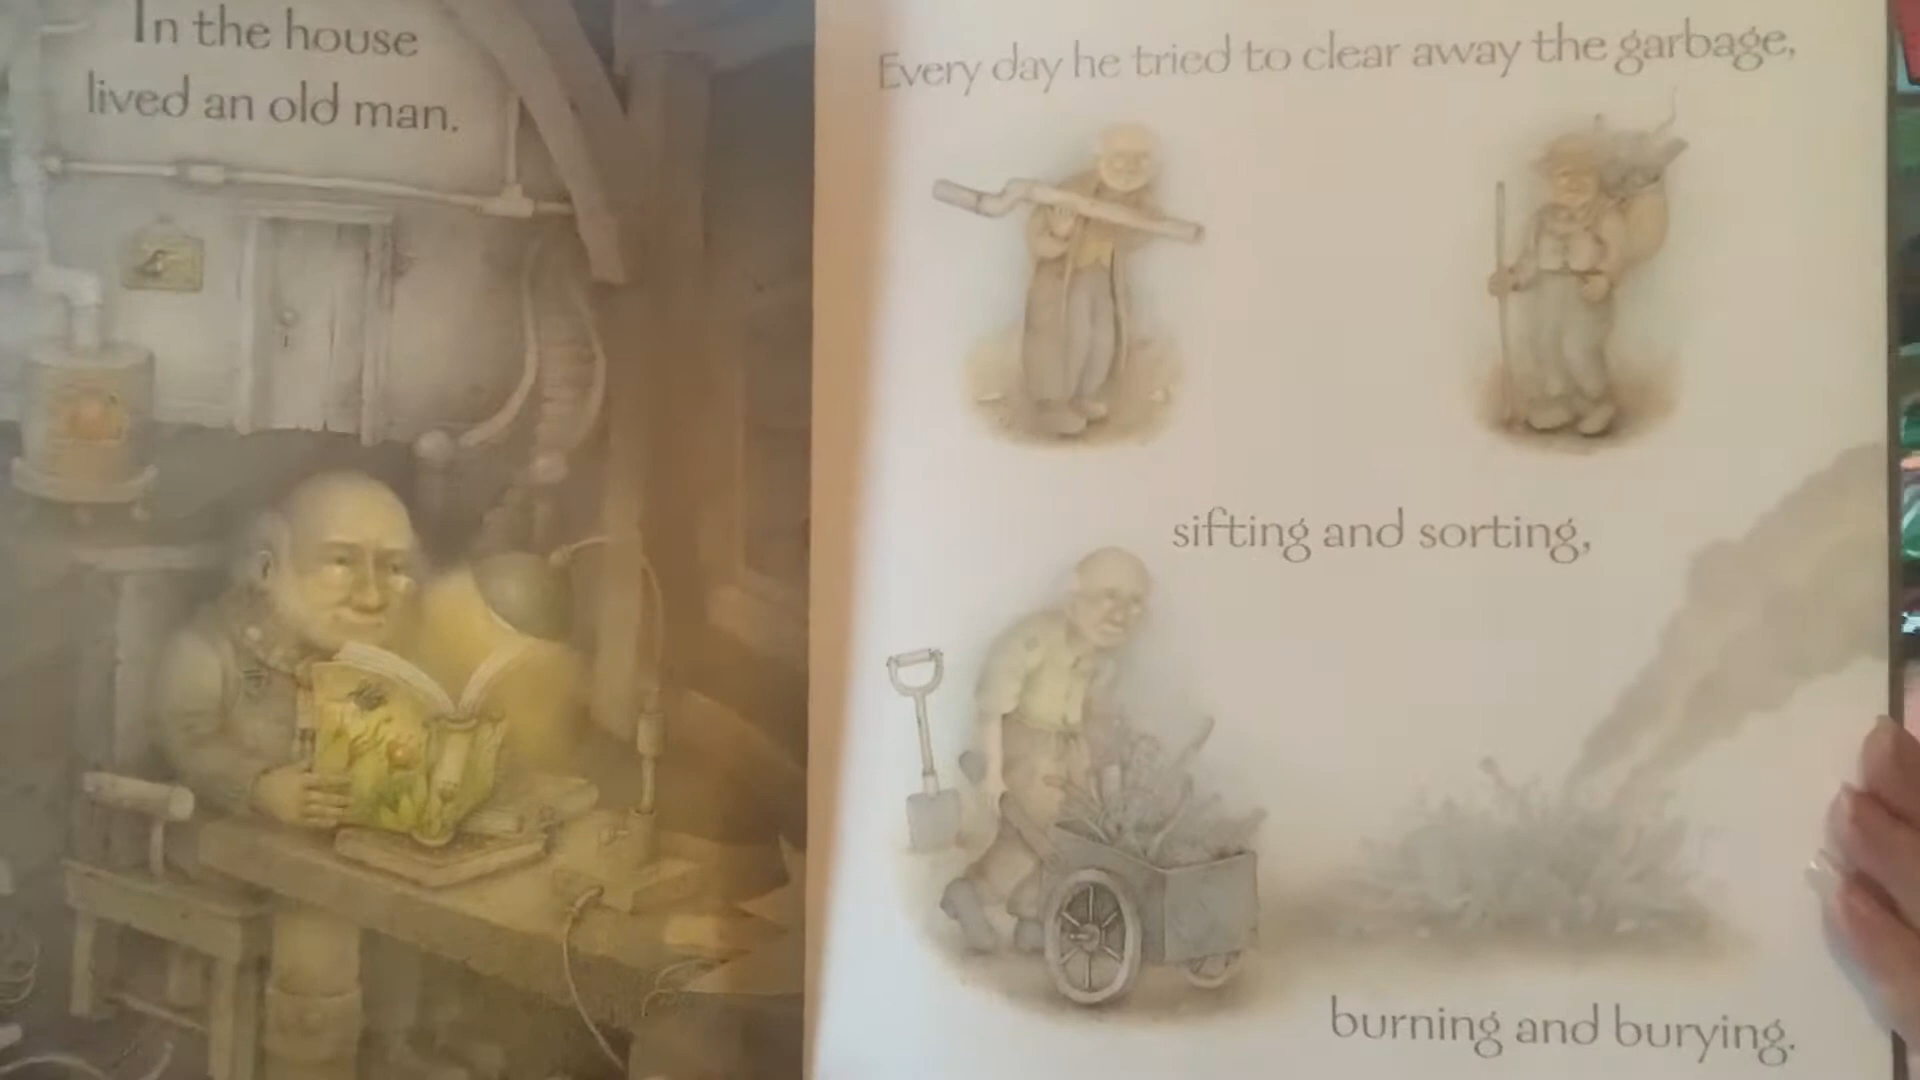 In the house
lived an old man.
Every day he tried to clear away the garbage,
sifting and sorting,
burning and burying.